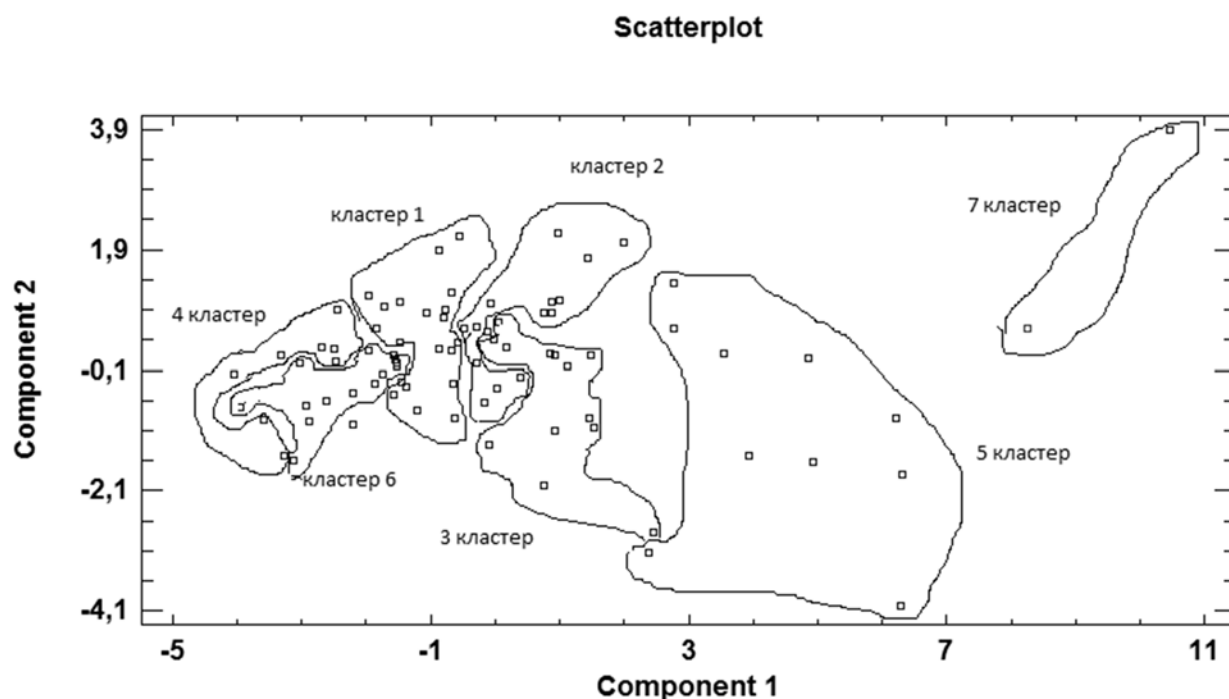 Scatterplot
3,9
кластер 2
7 кластер
кластер 1
1,9
4 кластер
Component 2
-0,1
5 кластер
кластер 6
-2,1
3 кластер
-4,1
-5 -1 3 7 11
Component 1